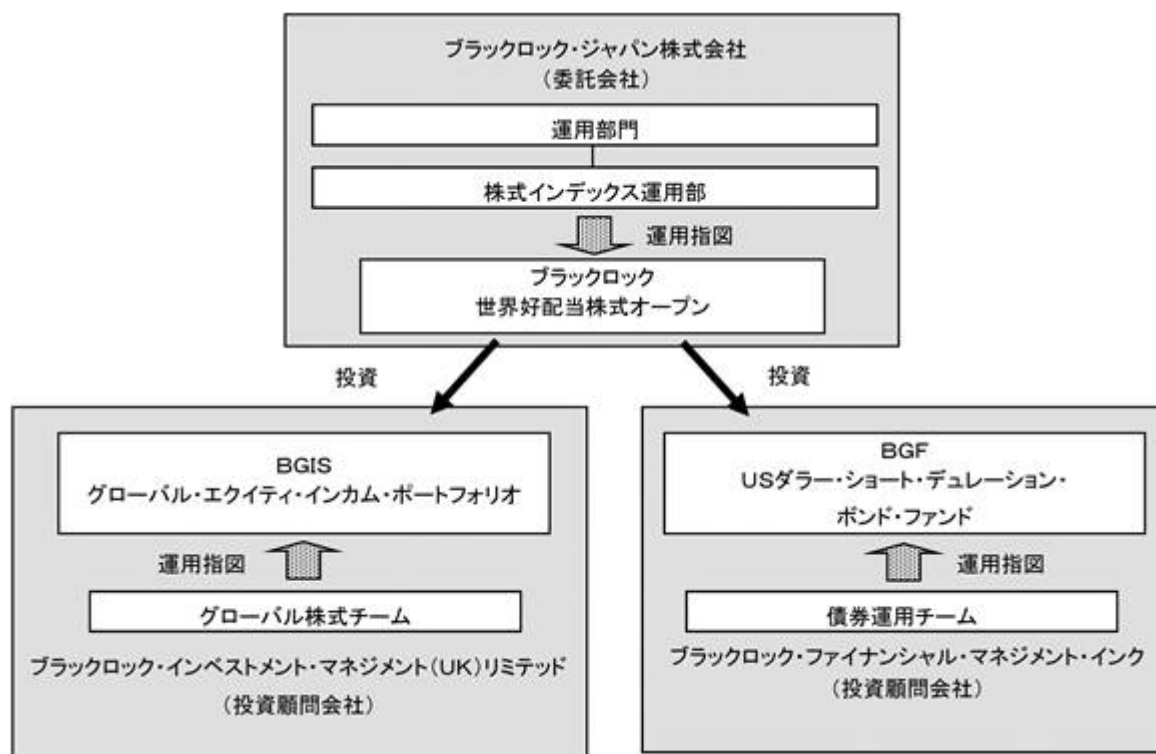 ブラックロック・ジャパン株式会社
（委託会社）
運用部門
株式インデックス運用部
運用指図
ブラックロック
世界好配当株式オープン
投資
投資
BGIS
グローバル・エクイティ・インカム・ポートフォリオ
運用指図
グローバル株式チーム
ブラックロック・インベストメント・マネジメント（UK）リミテッド
（投資顧問会社）
BGF
USダラー・ショート・デュレーション・
ボンド・ファンド
運用指図
債券運用チーム
ブラックロック・ファイナンシャル・マネジメント・インク
（投資顧問会社）